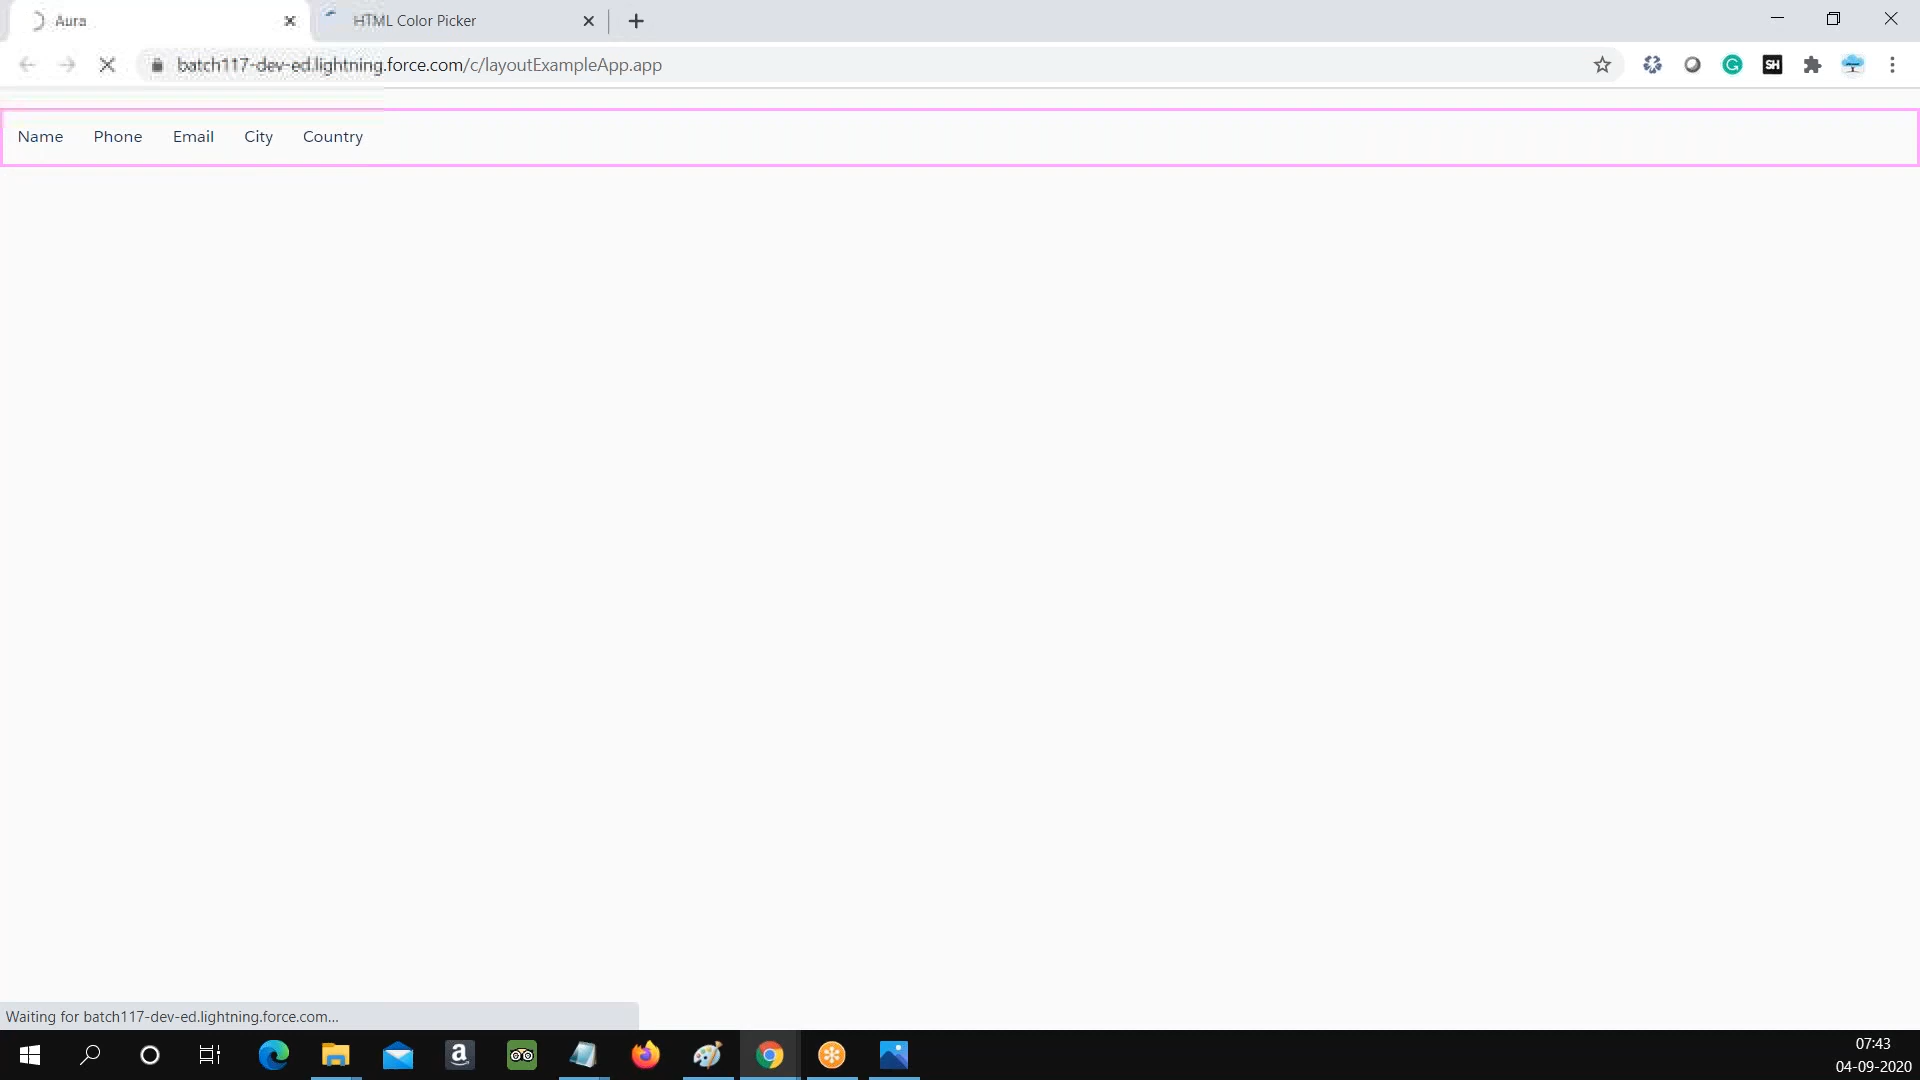 Aura
HTML Color Picker
batch117-dev-ed.lightning.force.com/c/layoutExampleApp.app
SH
Name Phone Email City Country
Waiting for batch117-dev-ed.lightning.force.com...
07:43
04-09-2020